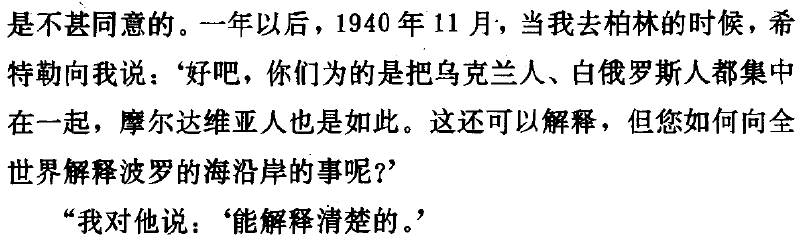 是不甚同意的。一年以后，1940年11月，当我去柏林的时候，希
特勒向我说：‘好吧，你们为的是把乌克兰人、白俄罗斯人都集中
在一起，摩尔达维亚人也是如此。这还可以解释，但您如何向全
世界解释波罗的海沿岸的事呢？’
“我对他说：‘能解释清楚的。’